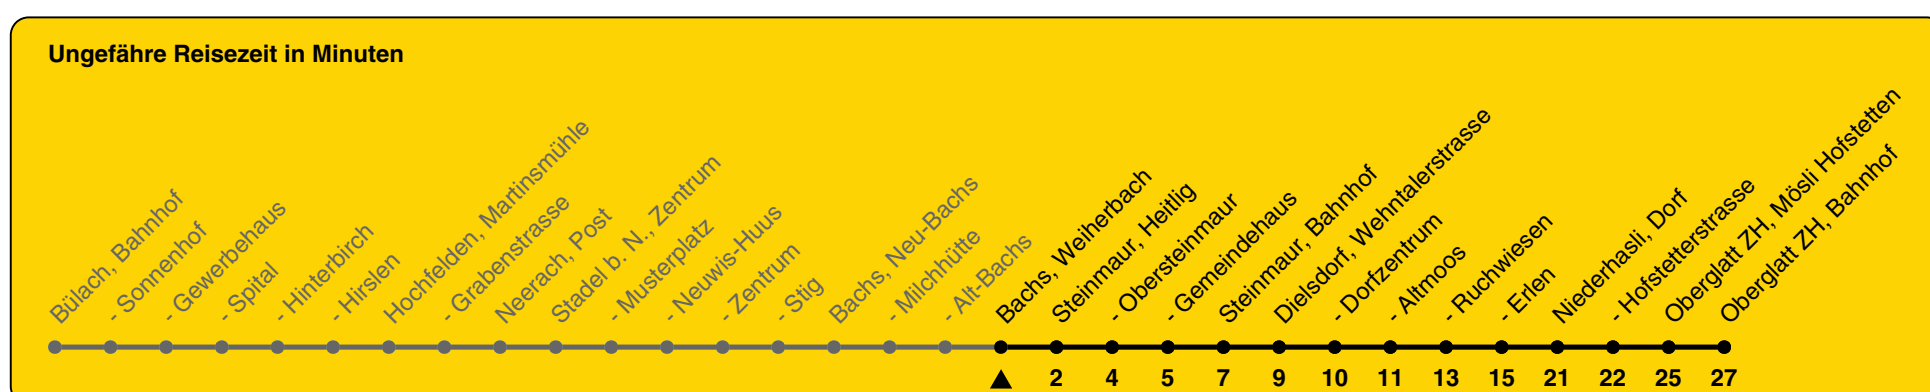 Ungefähre Reisezeit in Minuten
Bülach, Bahnhof
- Sonnenhof
- Gewerbehaus
- Spital
- Hinterbirch
- Hirslen
Hochfelden, Martinsmühle
- Grabenstrasse
Neerach, Post
Stadel b. N., Zentrum
- Musterplatz
- Neuwis-Huus
- Zentrum
- Stig
Bachs, Neu-Bachs
- Milchhütte
- Alt-Bachs
Bachs, Weiherbach
Steinmaur, Heitlig
- Obersteinmaur
- Gemeindehaus
Steinmaur, Bahnhof
Dielsdorf, Wehntalerstrasse
- Dorfzentrum
- Altmoos
- Ruchwiesen
- Erlen
Niederhasli, Dorf
- Hofstetterstrasse
Oberglatt ZH, Mösli Hofstetten
Oberglatt ZH, Bahnhof
2 4 5 7 9 10 11 13 15 21 22 25 27